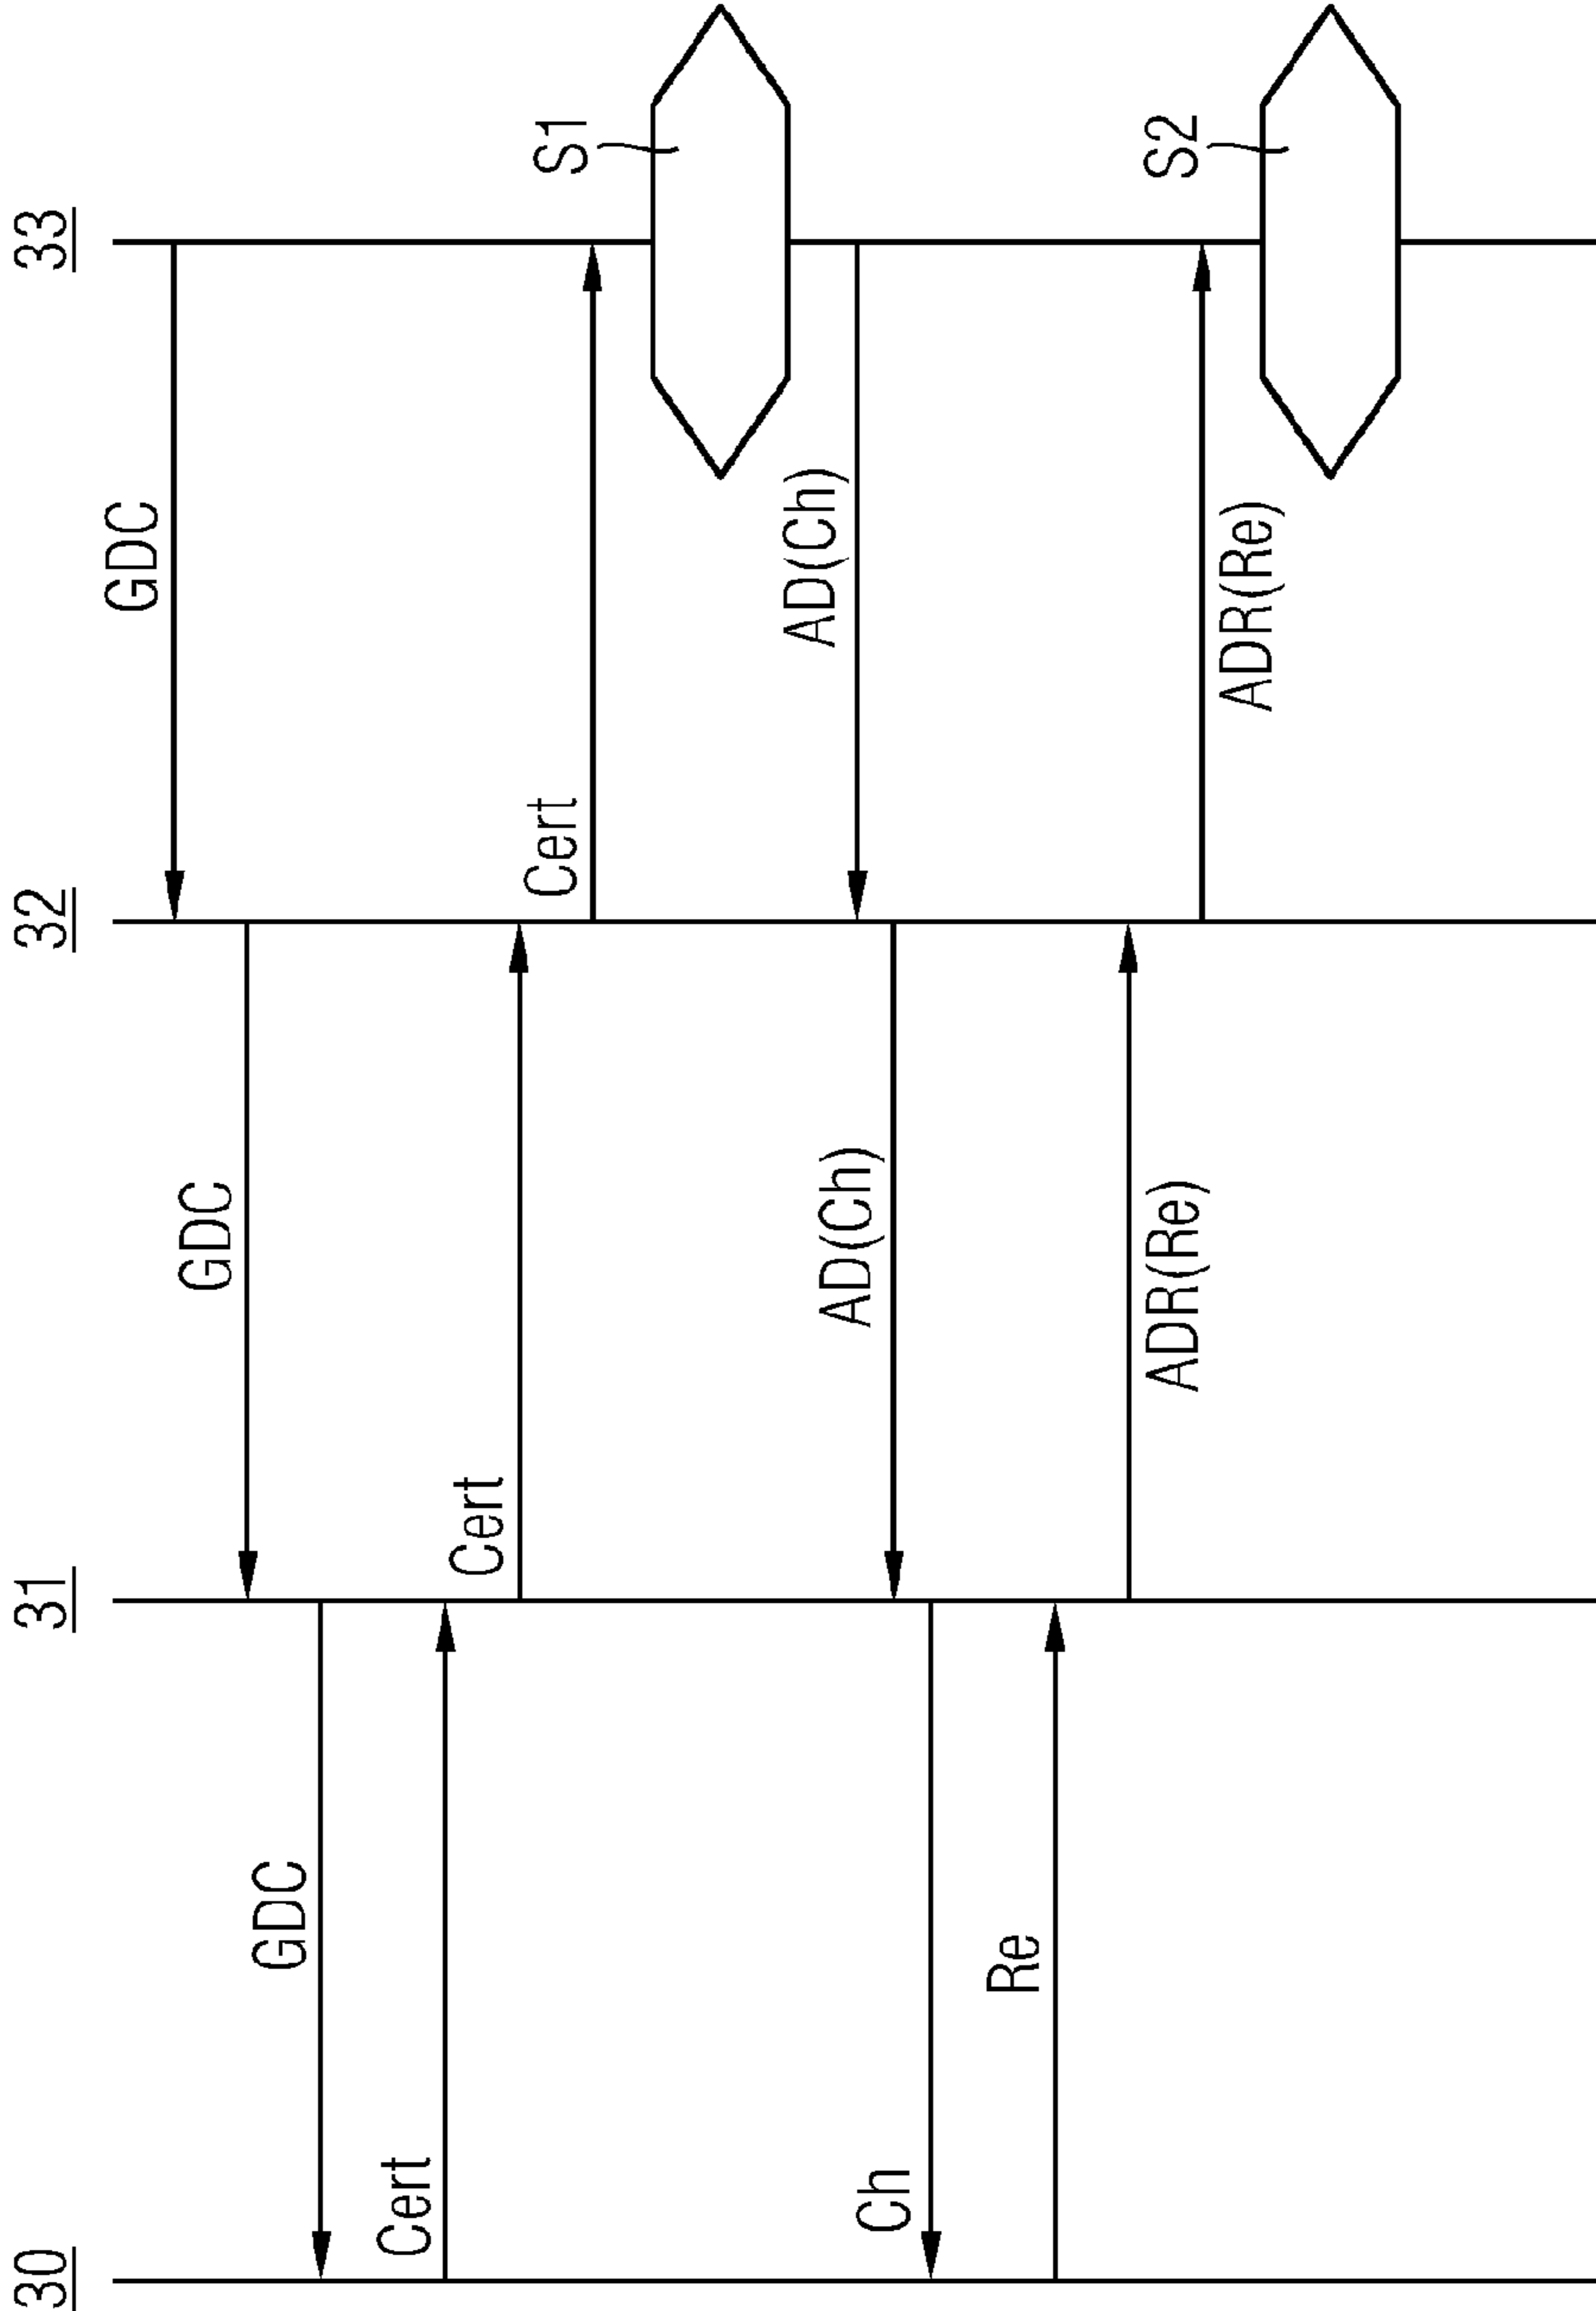 30
31
32
33
GDC
GDC
GDC
Cert
Cert
Cert
S1
AD(Ch)
AD(Ch)
Ch
Re
ADR(Re)
ADR(Re)
S2